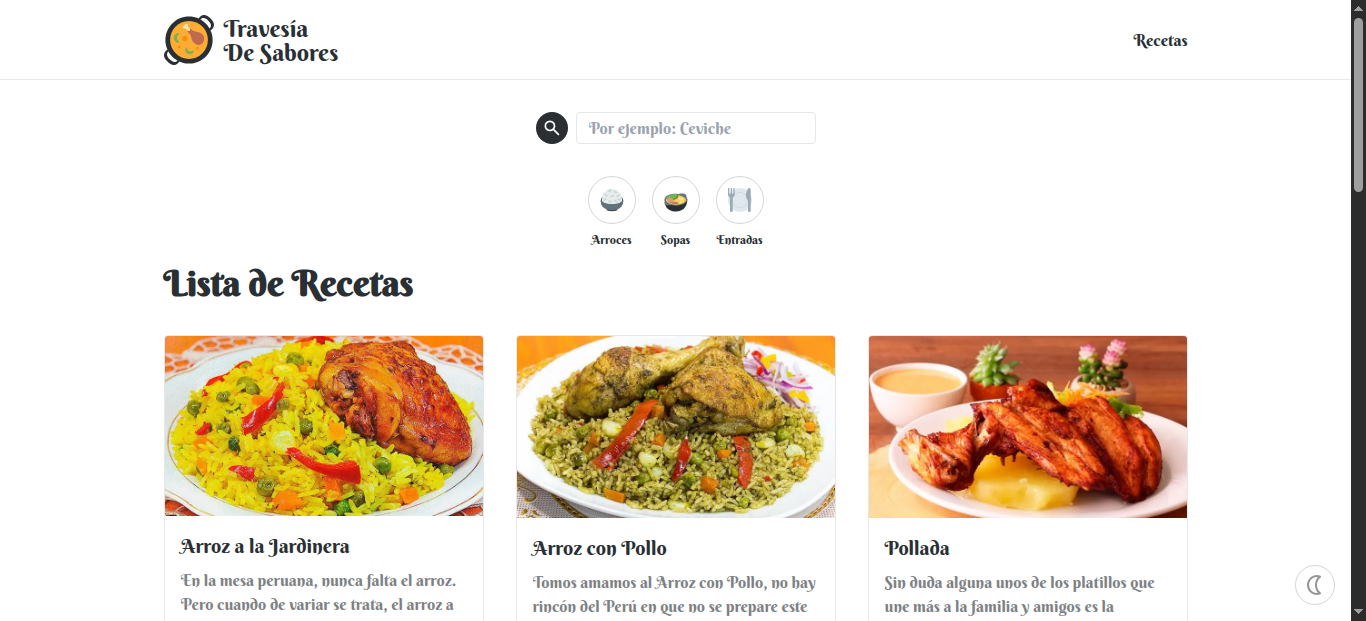 Travesía
De Sabores
Recetas
Por ejemplo: Ceviche
Arroces
Sopas
Entradas
Lista de Recetas
Arroz a la Jardinera
En la mesa peruana, nunca falta el arroz.
Pero cuando de variar se trata, el arroz a
Arroz con Pollo
Tomos amamos al Arroz con Pollo, no hay
rincón del Perú en que no se prepare este
Pollada
Sin duda alguna unos de los platillos que
une más a la familia y amigos es la